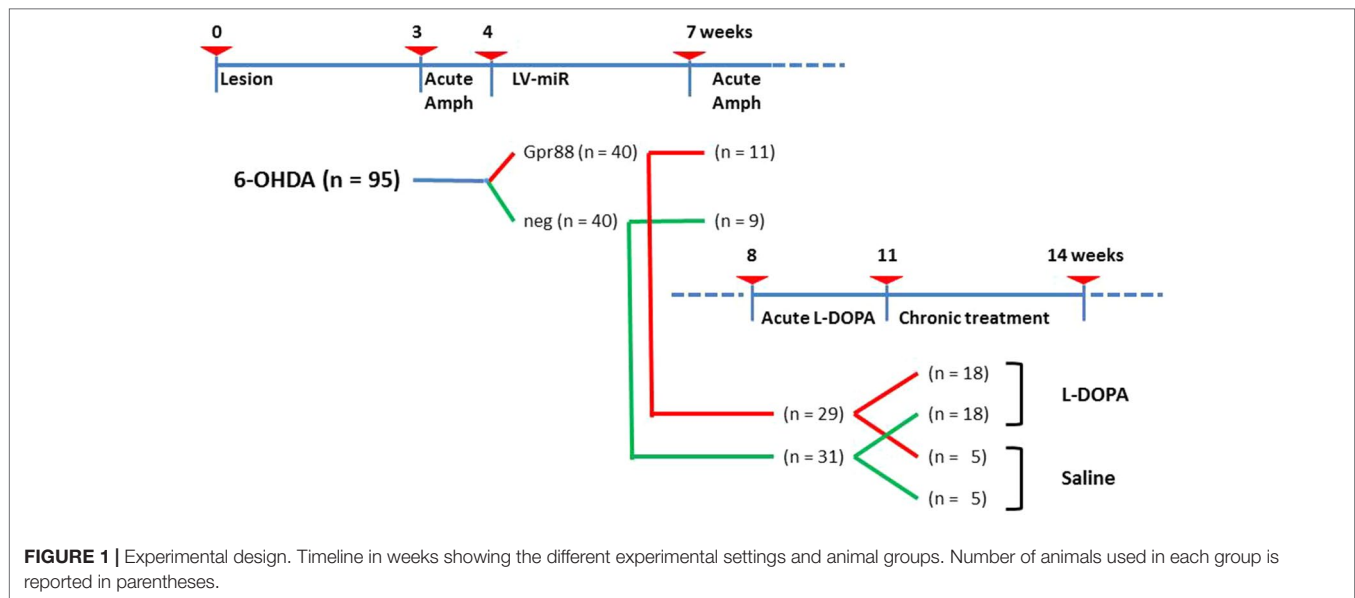 0 3 4 7 weeks
Lesion Acute LV-miR Acute
Amph Amph
Gpr88 (n = 40) (n = 11)
6-OHDA (n = 95)
neg (n = 40) (n = 9)
8 11 14 weeks
Acute L-DOPA Chronic treatment
(n = 18)
L-DOPA
(n = 29) (n = 18)
(n = 31) (n = 5)
Saline
(n = 5)
FIGURE 1 | Experimental design. Timeline in weeks showing the different experimental settings and animal groups. Number of animals used in each group is
reported in parentheses.